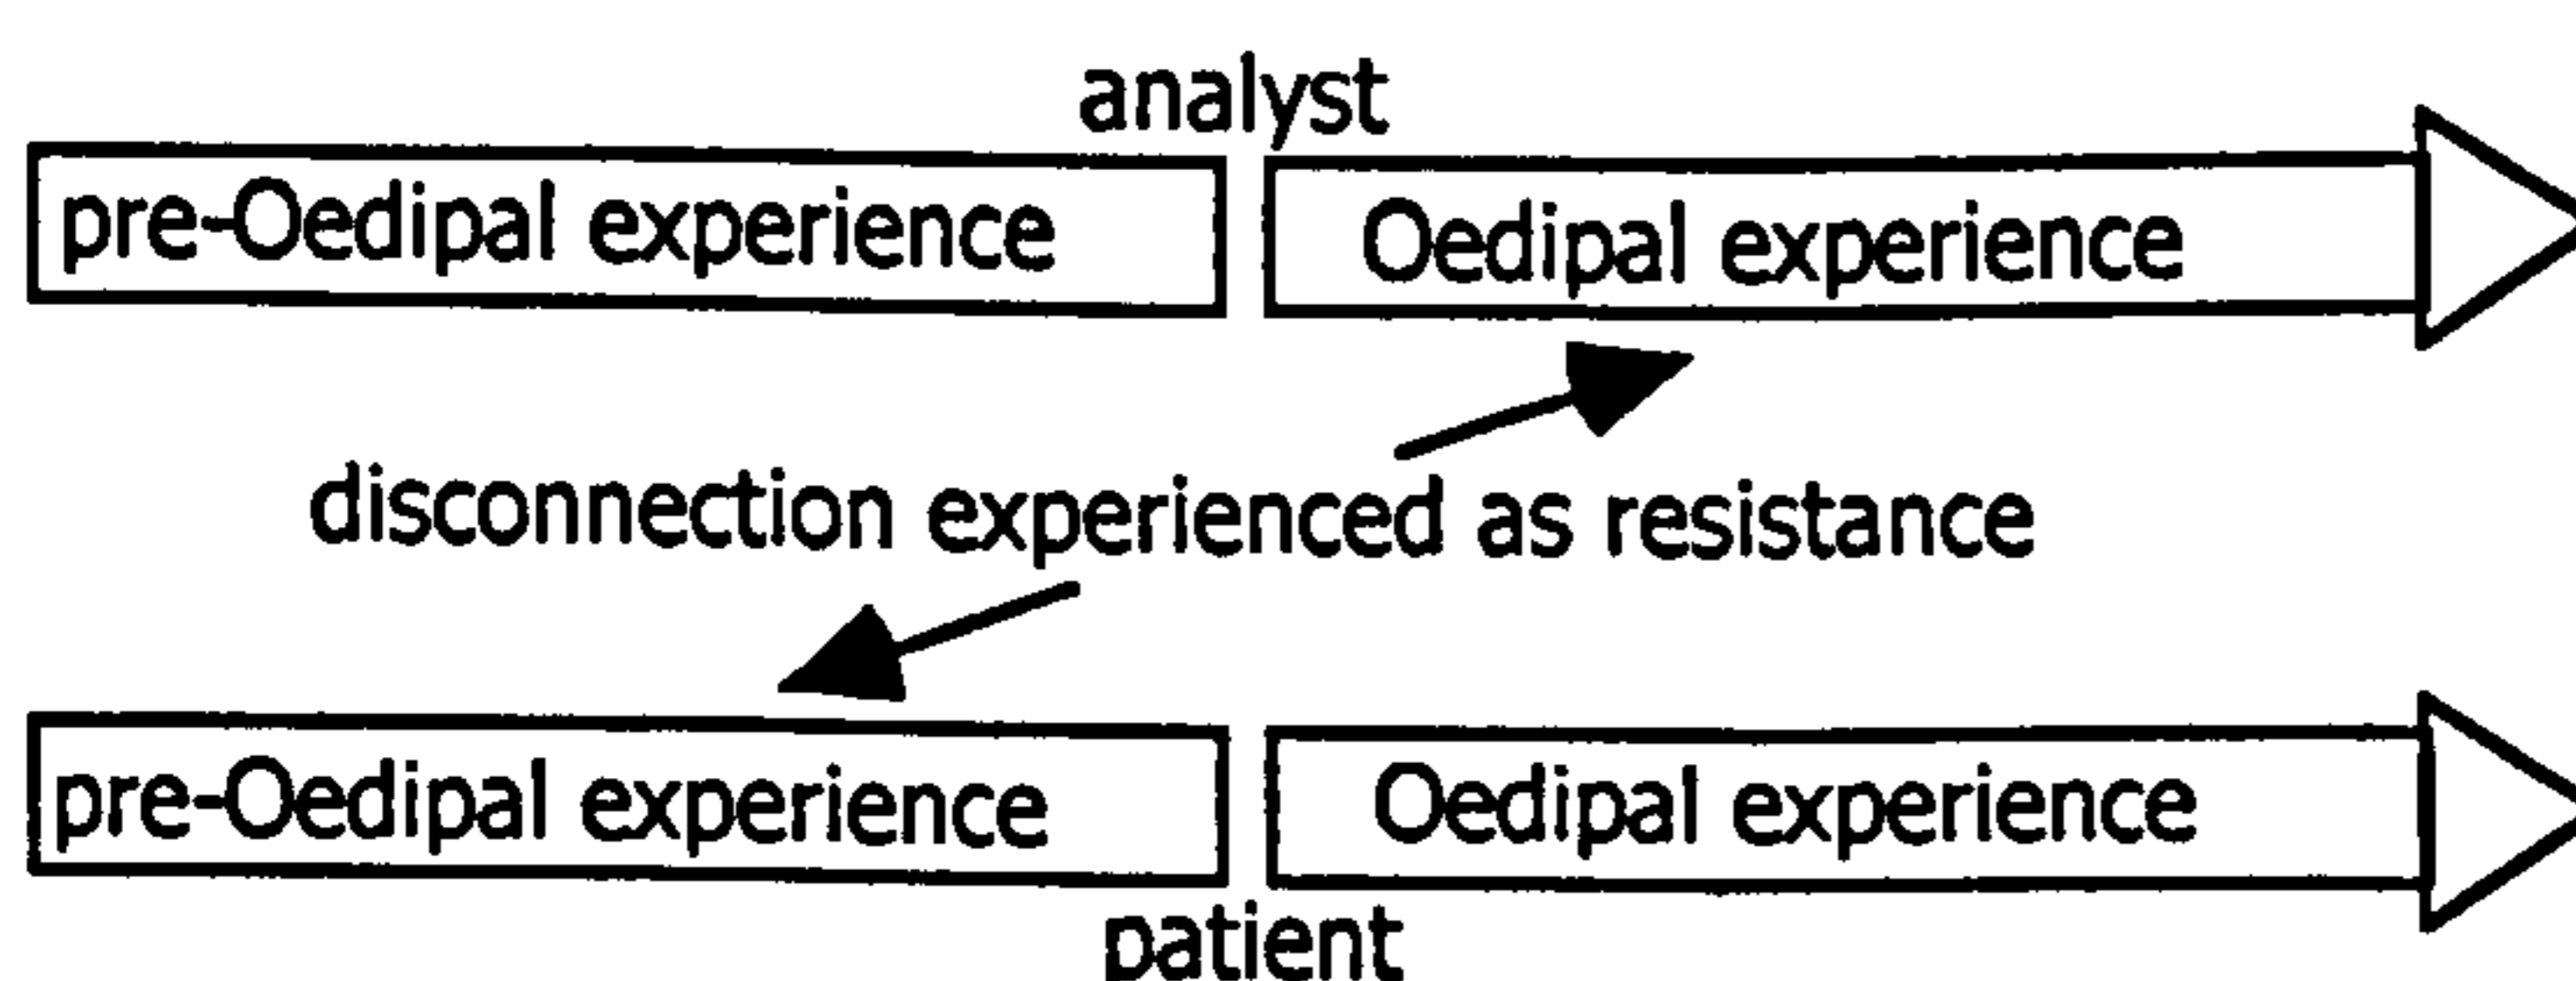 analyst
pre-Oedipal experience Oedipal experience
disconnection experienced as resistance
pre-Oedipal experience Oedipal experience
patient